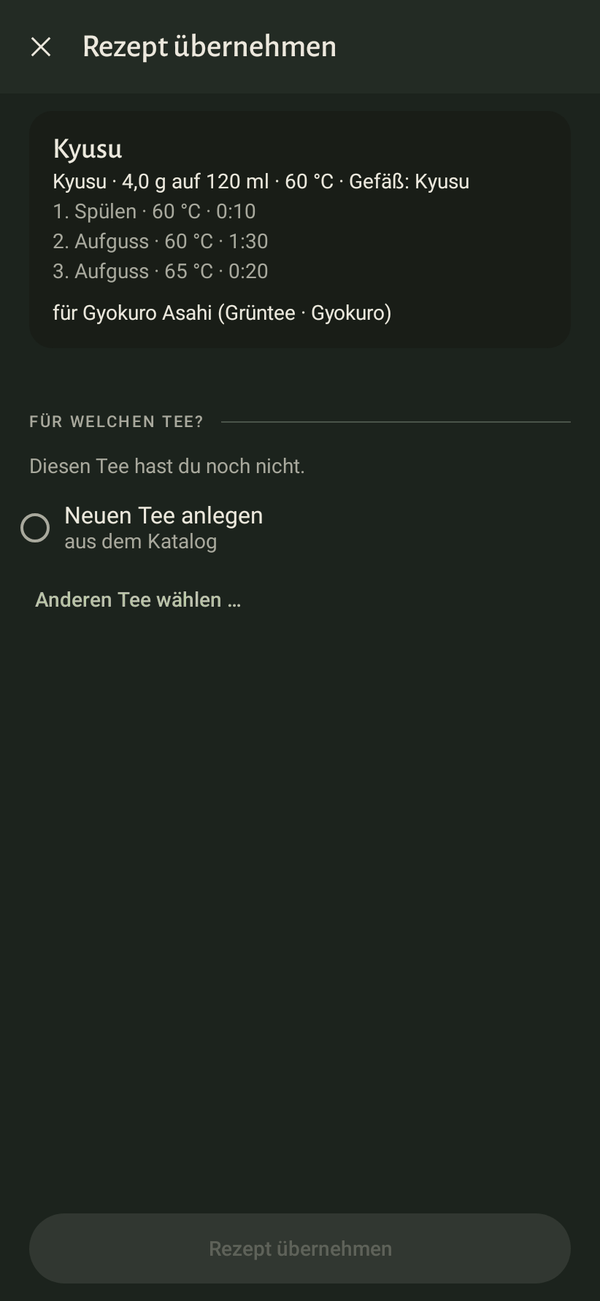 Rezept übernehmen
Kyusu
Kyusu · 4,0 g auf 120 ml · 60 °C · Gefäß: Kyusu
1. Spülen · 60 °C · 0:10
2. Aufguss · 60 °C · 1:30
3. Aufguss · 65 °C · 0:20
für Gyokuro Asahi (Grüntee · Gyokuro)
FÜR WELCHEN TEE?
Diesen Tee hast du noch nicht.
Neuen Tee anlegen
aus dem Katalog
Anderen Tee wählen …
Rezept übernehmen